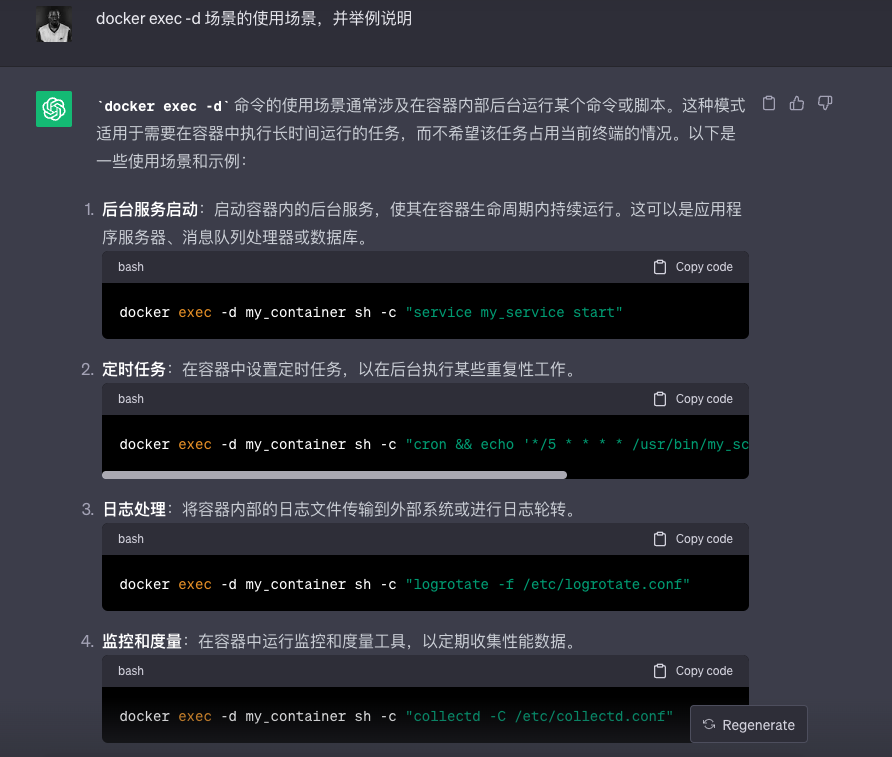 docker exec -d 场景的使用场景，并举例说明
`docker exec -d` 命令的使用场景通常涉及在容器内部后台运行某个命令或脚本。这种模式
适用于需要在容器中执行长时间运行的任务，而不希望该任务占用当前终端的情况。以下是
一些使用场景和示例：
1. 后台服务启动：启动容器内的后台服务，使其在容器生命周期内持续运行。这可以是应用程
序服务器、消息队列处理器或数据库。
bash Copy code
docker exec -d my_container sh -c "service my_service start"
2. 定时任务：在容器中设置定时任务，以在后台执行某些重复性工作。
bash Copy code
docker exec -d my_container sh -c "cron && echo '*/5 * * * * /usr/bin/my_sc
3. 日志处理：将容器内部的日志文件传输到外部系统或进行日志轮转。
bash Copy code
docker exec -d my_container sh -c "logrotate -f /etc/logrotate.conf"
4. 监控和度量：在容器中运行监控和度量工具，以定期收集性能数据。
bash Copy code
docker exec -d my_container sh -c "collectd -C /etc/collectd.conf"
Regenerate